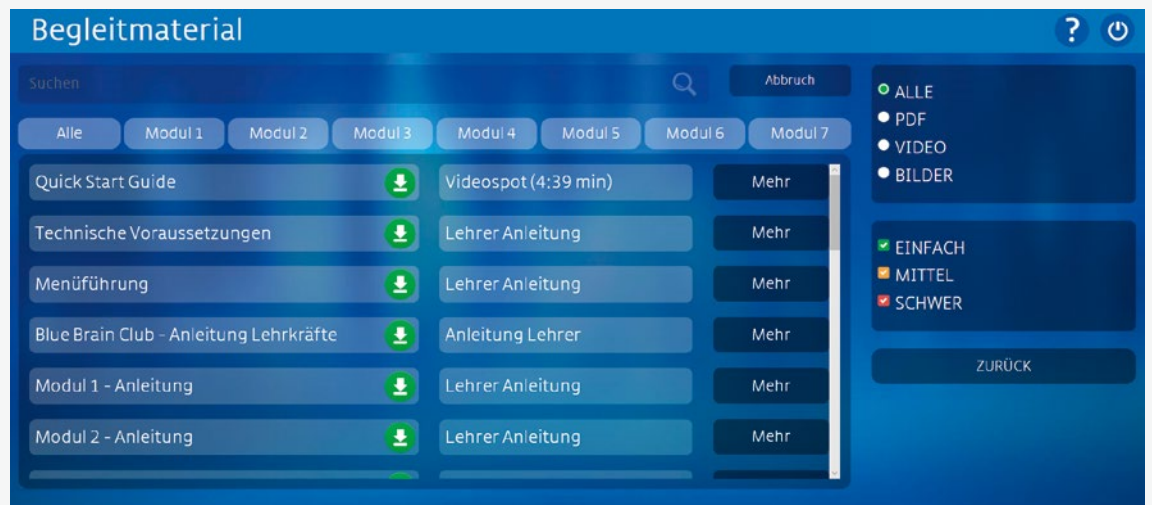 Begleitmaterial
?
Suchen
Abbruch
Alle Modul 1 Modul 2 Modul 3 Modul 4 Modul 5 Modul 6 Modul 7
Quick Start Guide Videospot (4:39 min) Mehr
Technische Voraussetzungen Lehrer Anleitung Mehr
Menüführung Lehrer Anleitung Mehr
Blue Brain Club - Anleitung Lehrkräfte Anleitung Lehrer Mehr
Modul 1 - Anleitung Lehrer Anleitung Mehr
Modul 2 - Anleitung Lehrer Anleitung Mehr
ALLE
PDF
VIDEO
BILDER
EINFACH
MITTEL
SCHWER
ZURÜCK